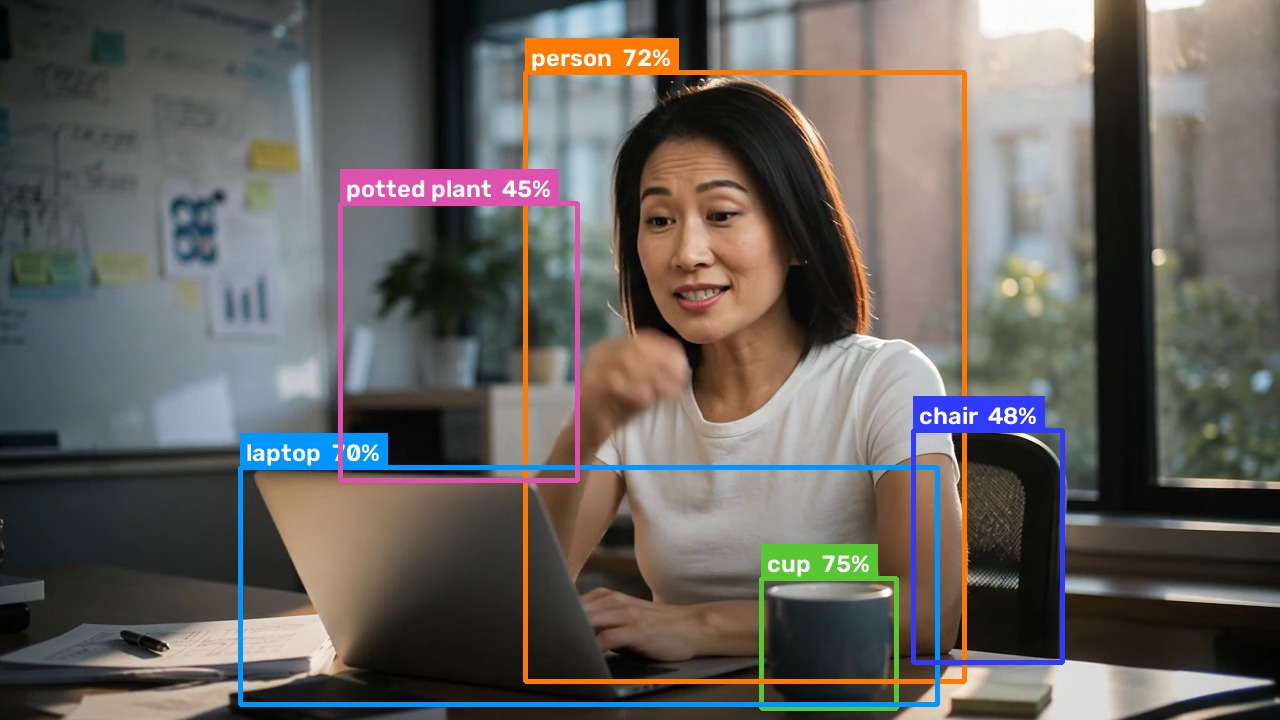 person 72%
potted plant 45%
chair 48%
laptop 70%
cup 75%